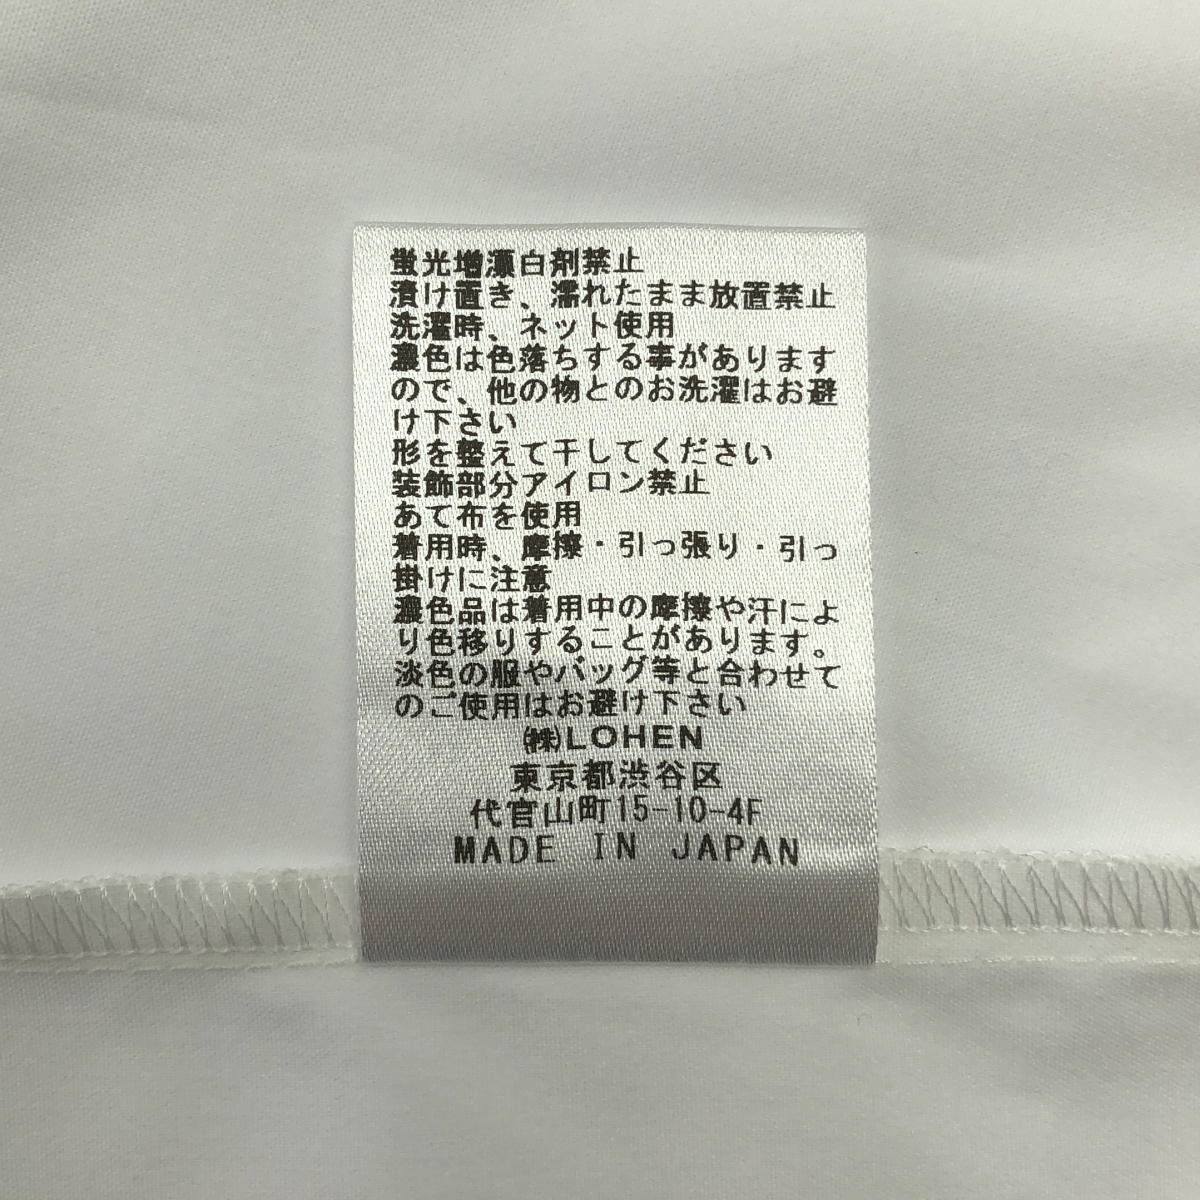 蛍光増漂白剤禁止
漬け置き、濡れたまま放置禁止
洗濯時、ネット使用
濃色は色落ちする事があります
ので、他の物とのお洗濯はお避
け下さい
形を整えて干してください
装飾部分アイロン禁止
あて布を使用
着用時、摩擦・引っ張り・引っ
掛けに注意
濃色品は着用中の摩擦や汗によ
り色移りすることがあります。
淡色の服やバッグ等と合わせて
のご使用はお避け下さい
㈱LOHEN
東京都渋谷区
代官山町15-10-4F
MADE IN JAPAN